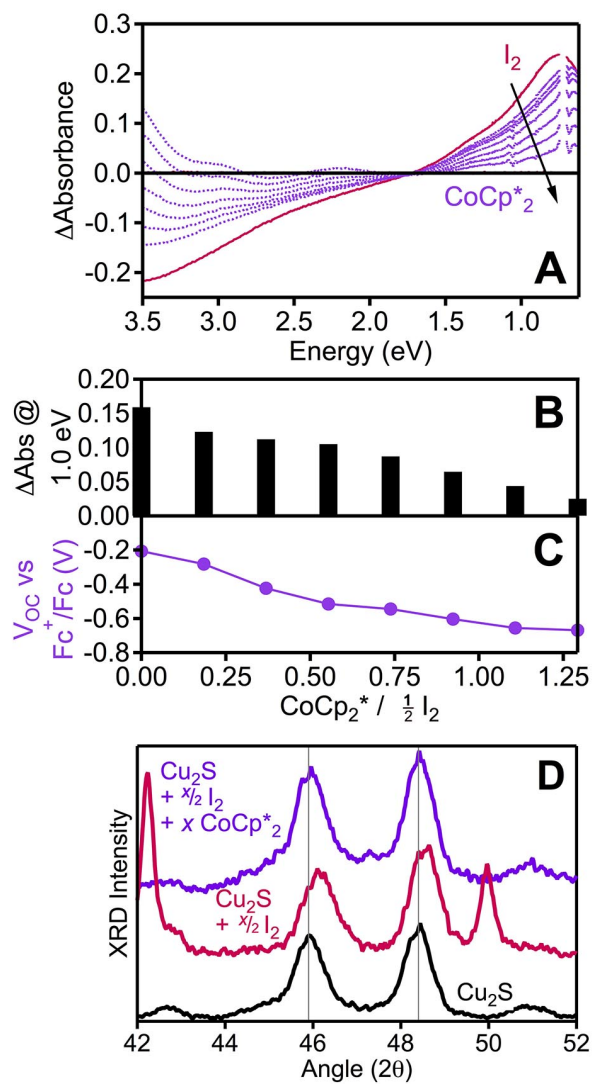 0.3
0.2
0.1
0.0
-0.1
-0.2
ΔAbsorbance
I₂
CoCp*₂
A
3.5 3.0 2.5 2.0 1.5 1.0
Energy (eV)
0.20
0.15
0.10
0.05
0.00
ΔAbs @
1.0 eV
B
-0.2
-0.4
-0.6
-0.8
V_OC vs
Fc⁺/Fc (V)
C
0.00 0.25 0.50 0.75 1.00 1.25
CoCp₂* / ½ I₂
XRD Intensity
D
Cu₂S
+ x/2 I₂
+ x CoCp*₂
Cu₂S
+ x/2 I₂
Cu₂S
42 44 46 48 50 52
Angle (2θ)